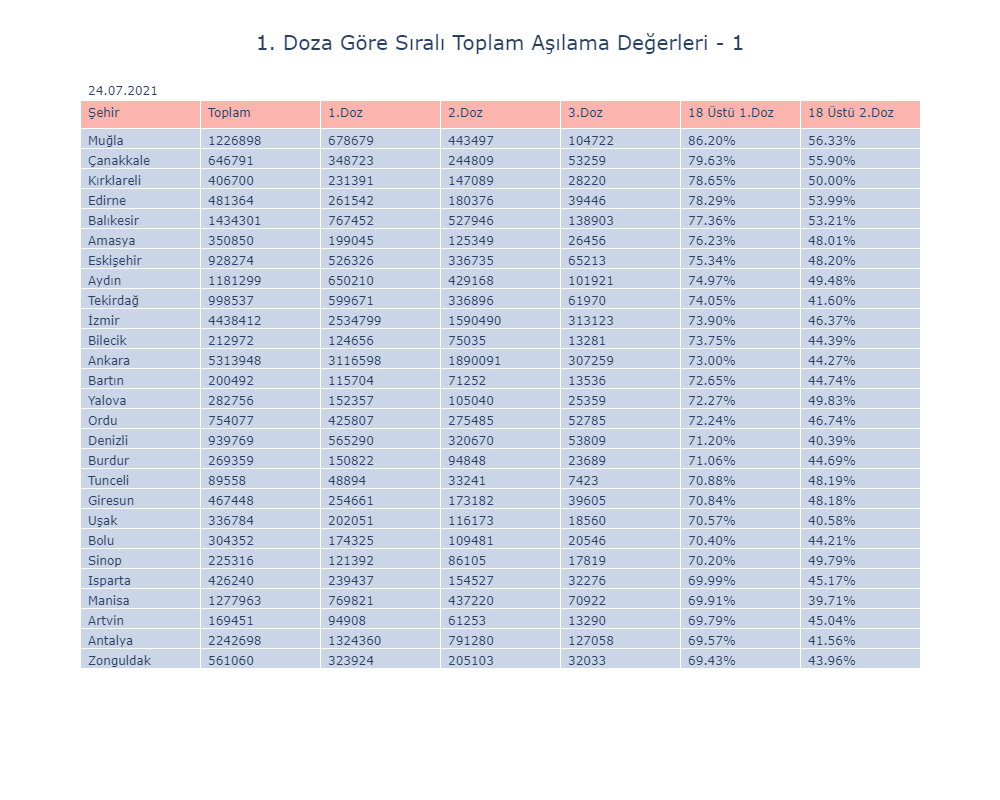 1. Doza Göre Sıralı Toplam Aşılama Değerleri - 1
24.07.2021
Şehir Toplam 1.Doz 2.Doz 3.Doz 18 Üstü 1.Doz 18 Üstü 2.Doz
Muğla 1226898 678679 443497 104722 86.20% 56.33%
Çanakkale 646791 348723 244809 53259 79.63% 55.90%
Kırklareli 406700 231391 147089 28220 78.65% 50.00%
Edirne 481364 261542 180376 39446 78.29% 53.99%
Balıkesir 1434301 767452 527946 138903 77.36% 53.21%
Amasya 350850 199045 125349 26456 76.23% 48.01%
Eskişehir 928274 526326 336735 65213 75.34% 48.20%
Aydın 1181299 650210 429168 101921 74.97% 49.48%
Tekirdağ 998537 599671 336896 61970 74.05% 41.60%
İzmir 4438412 2534799 1590490 313123 73.90% 46.37%
Bilecik 212972 124656 75035 13281 73.75% 44.39%
Ankara 5313948 3116598 1890091 307259 73.00% 44.27%
Bartın 200492 115704 71252 13536 72.65% 44.74%
Yalova 282756 152357 105040 25359 72.27% 49.83%
Ordu 754077 425807 275485 52785 72.24% 46.74%
Denizli 939769 565290 320670 53809 71.20% 40.39%
Burdur 269359 150822 94848 23689 71.06% 44.69%
Tunceli 89558 48894 33241 7423 70.88% 48.19%
Giresun 467448 254661 173182 39605 70.84% 48.18%
Uşak 336784 202051 116173 18560 70.57% 40.58%
Bolu 304352 174325 109481 20546 70.40% 44.21%
Sinop 225316 121392 86105 17819 70.20% 49.79%
Isparta 426240 239437 154527 32276 69.99% 45.17%
Manisa 1277963 769821 437220 70922 69.91% 39.71%
Artvin 169451 94908 61253 13290 69.79% 45.04%
Antalya 2242698 1324360 791280 127058 69.57% 41.56%
Zonguldak 561060 323924 205103 32033 69.43% 43.96%